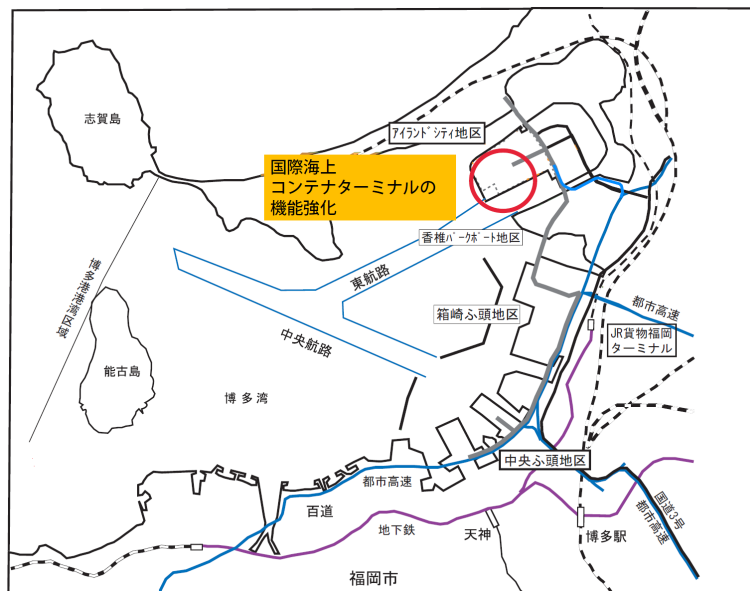 志賀島
アイランドシティ地区
国際海上
コンテナターミナルの
機能強化
香椎パークポート地区
東航路
博多港港湾区域
箱崎ふ頭地区
都市高速
中央航路
JR貨物福岡
ターミナル
能古島
博多湾
中央ふ頭地区
都市高速
百道
国道3号
都市高速
地下鉄
天神
博多駅
福岡市